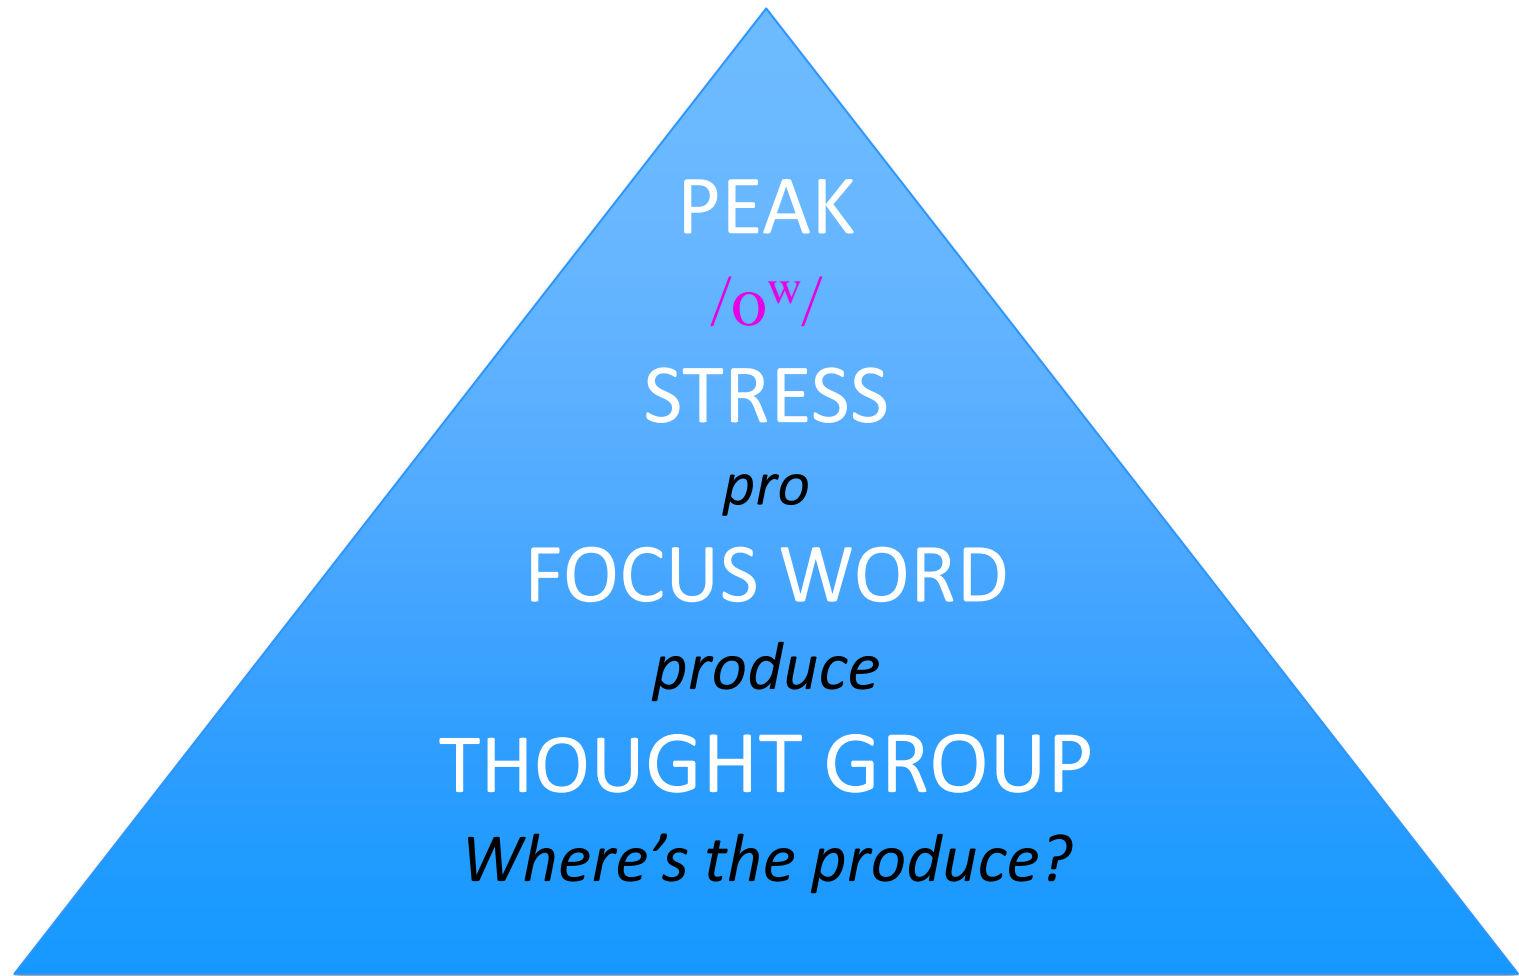 PEAK
/oʷ/
STRESS
pro
FOCUS WORD
produce
THOUGHT GROUP
Where’s the produce?